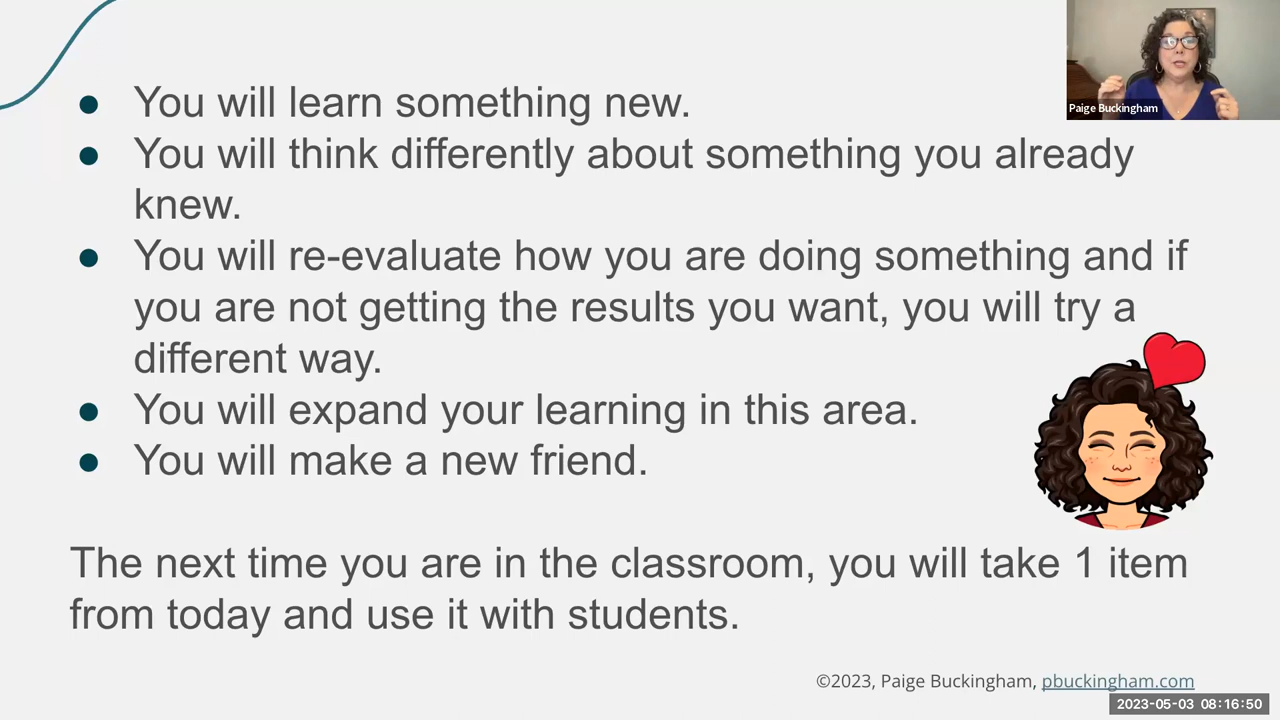 Paige Buckingham
● You will learn something new.
● You will think differently about something you already
knew.
● You will re-evaluate how you are doing something and if
you are not getting the results you want, you will try a
different way.
● You will expand your learning in this area.
● You will make a new friend.
The next time you are in the classroom, you will take 1 item
from today and use it with students.
©2023, Paige Buckingham, pbuckingham.com
2023-05-03 08:16:50